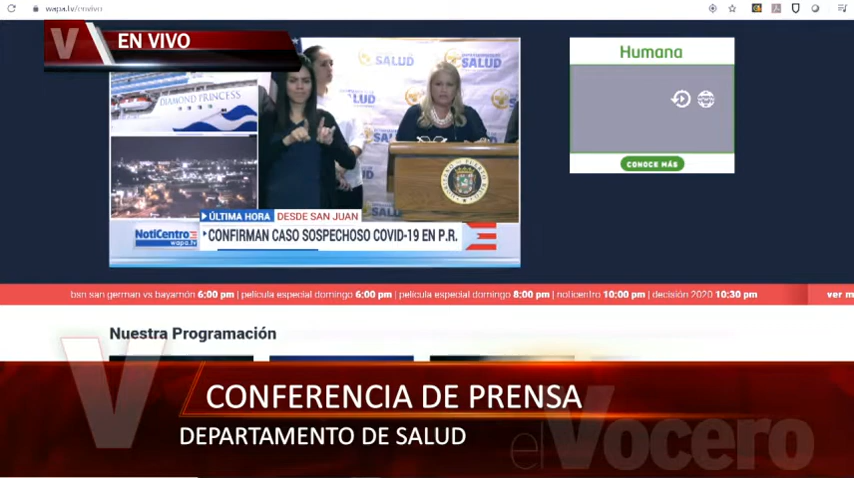 wapa.tv/envivo
V
EN VIVO
DIAMOND PRINCESS
SALUD
SALUD
Humana
CONOCE MÁS
SALUD
ÚLTIMA HORA
DESDE SAN JUAN
NotiCentro
wapa.tv
CONFIRMAN CASO SOSPECHOSO COVID-19 EN P.R.
bsn san german vs bayamón 6:00 pm | película especial domingo 6:00 pm | película especial domingo 8:00 pm | noticentro 10:00 pm | decisión 2020 10:30 pm
ver m
Nuestra Programación
V
CONFERENCIA DE PRENSA
DEPARTAMENTO DE SALUD
el Vocero